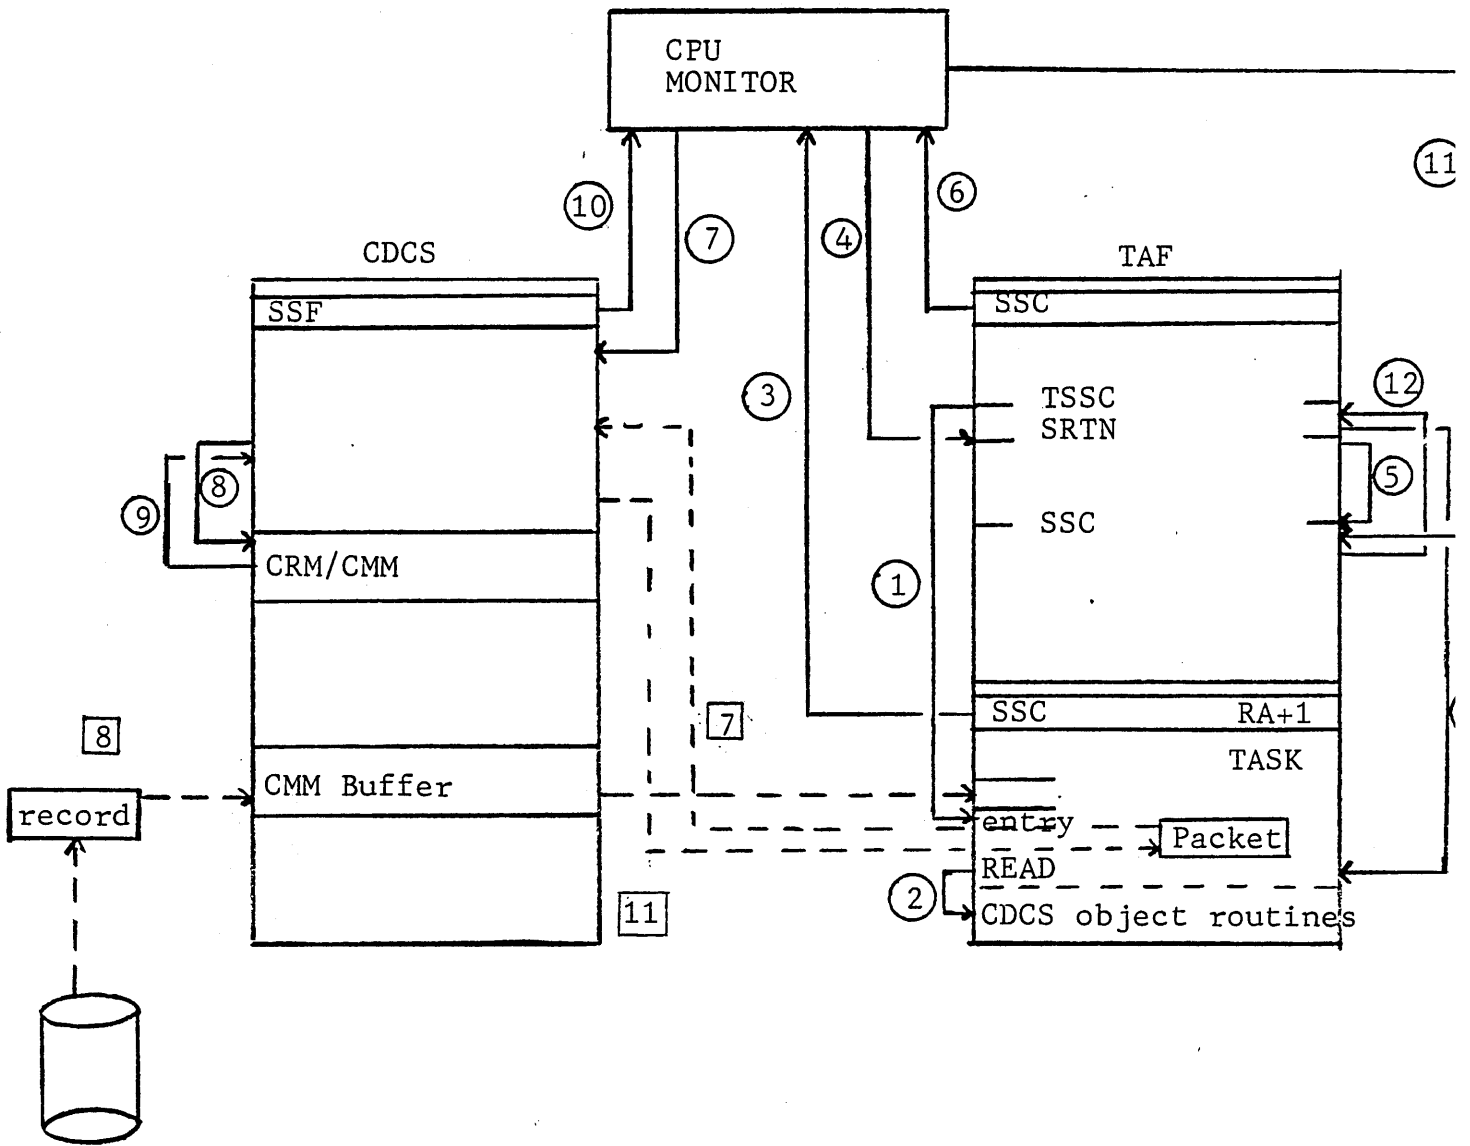 CPU
MONITOR
11
10
7
4
6
CDCS
TAF
SSF
SSC
3
12
TSSC
SRTN
8
5
9
SSC
CRM/CMM
1
SSC RA+1
7
8
TASK
CMM Buffer
record
entry
Packet
READ
2
11
CDCS object routines